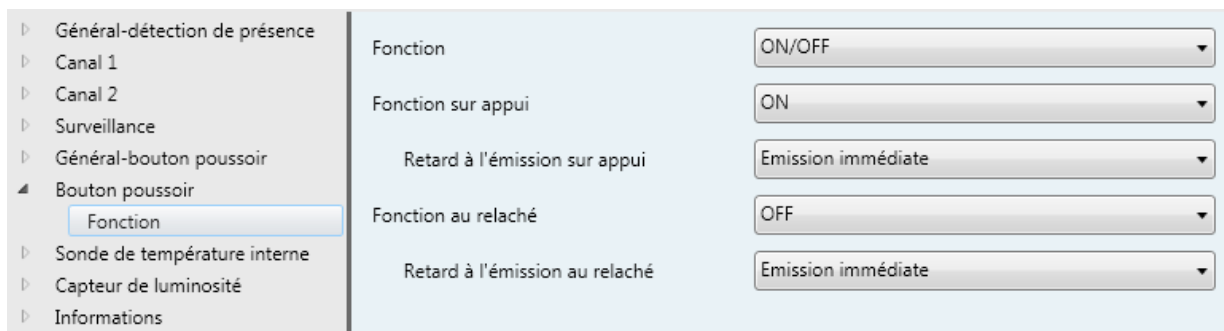 Général-détection de présence
Canal 1
Canal 2
Surveillance
Général-bouton poussoir
Bouton poussoir
Fonction
Sonde de température interne
Capteur de luminosité
Informations
Fonction
ON/OFF
Fonction sur appui
ON
Retard à l'émission sur appui
Emission immédiate
Fonction au relaché
OFF
Retard à l'émission au relaché
Emission immédiate